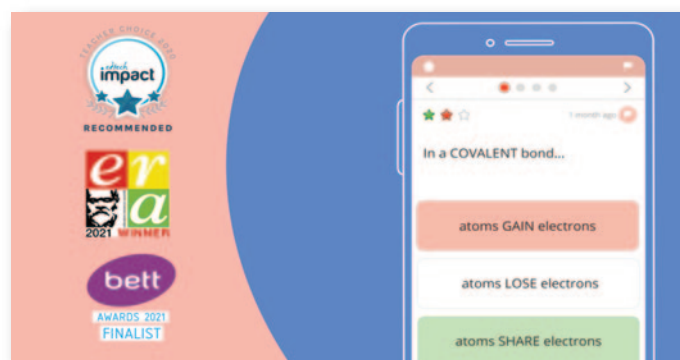 TEACHER CHOICE 2020
edtech
impact
RECOMMENDED
er
a
2021 WINNER
bett
AWARDS 2021
FINALIST
1 month ago
In a COVALENT bond...
atoms GAIN electrons
atoms LOSE electrons
atoms SHARE electrons